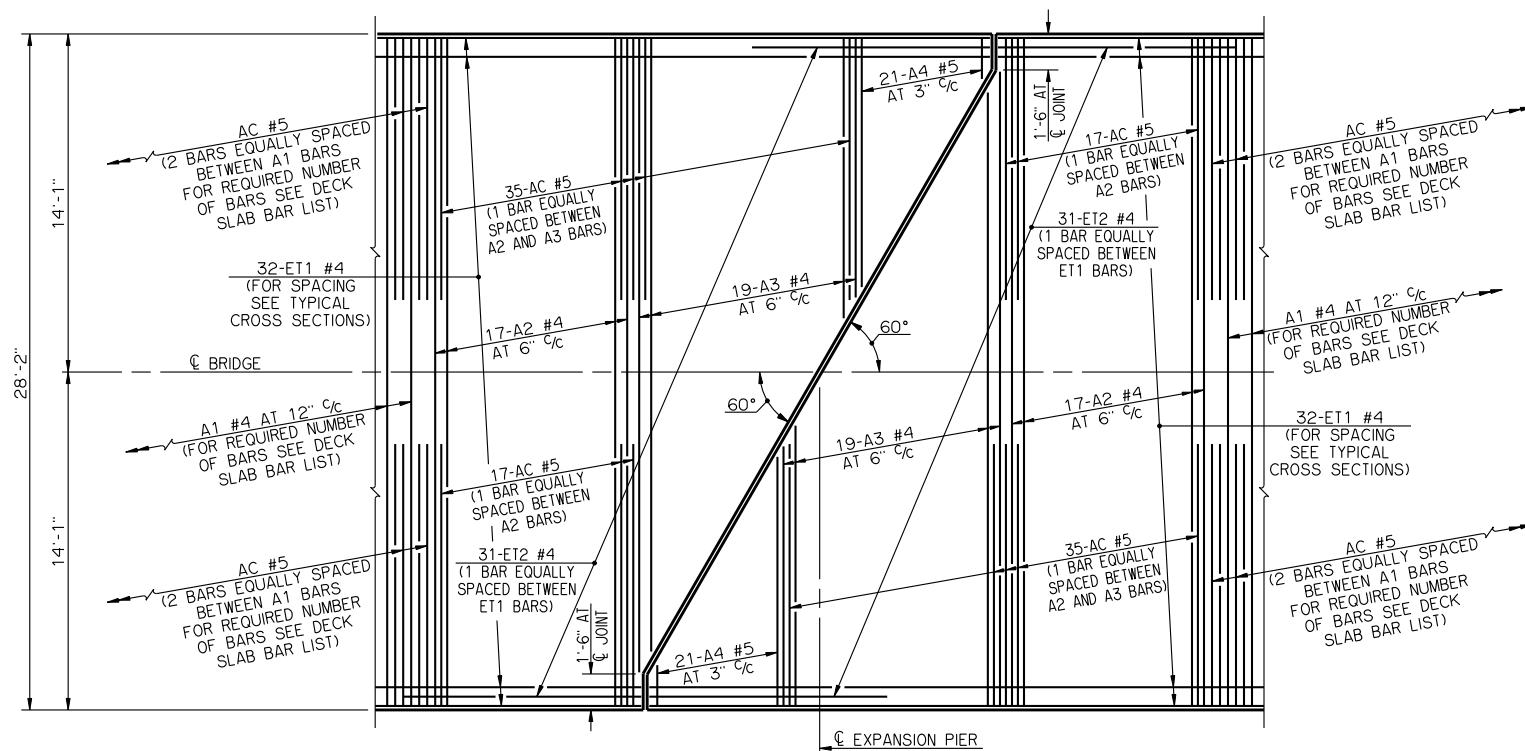 AC #5
(2 BARS EQUALLY SPACED
BETWEEN A1 BARS
FOR REQUIRED NUMBER
OF BARS SEE DECK
SLAB BAR LIST)
28'-2"
14'-1"
14'-1"
32-ET1 #4
(FOR SPACING
SEE TYPICAL
CROSS SECTIONS)
℄ BRIDGE
A1 #4 AT 12" c/c
(FOR REQUIRED NUMBER
OF BARS SEE DECK
SLAB BAR LIST)
AC #5
(2 BARS EQUALLY SPACED
BETWEEN A1 BARS
FOR REQUIRED NUMBER
OF BARS SEE DECK
SLAB BAR LIST)
35-AC #5
(1 BAR EQUALLY
SPACED BETWEEN
A2 AND A3 BARS)
17-A2 #4
AT 6" c/c
19-A3 #4
AT 6" c/c
21-A4 #5
AT 3" c/c
1'-6" AT
℄ JOINT
60°
60°
17-AC #5
(1 BAR EQUALLY
SPACED BETWEEN
A2 BARS)
31-ET2 #4
(1 BAR EQUALLY
SPACED BETWEEN
ET1 BARS)
1'-6" AT
℄ JOINT
21-A4 #5
AT 3" c/c
17-AC #5
(1 BAR EQUALLY
SPACED BETWEEN
A2 BARS)
31-ET2 #4
(1 BAR EQUALLY
SPACED BETWEEN
ET1 BARS)
17-A2 #4
AT 6" c/c
19-A3 #4
AT 6" c/c
35-AC #5
(1 BAR EQUALLY
SPACED BETWEEN
A2 AND A3 BARS)
AC #5
(2 BARS EQUALLY SPACED
BETWEEN A1 BARS
FOR REQUIRED NUMBER
OF BARS SEE DECK
SLAB BAR LIST)
A1 #4 AT 12" c/c
(FOR REQUIRED NUMBER
OF BARS SEE DECK
SLAB BAR LIST)
32-ET1 #4
(FOR SPACING
SEE TYPICAL
CROSS SECTIONS)
AC #5
(2 BARS EQUALLY SPACED
BETWEEN A1 BARS
FOR REQUIRED NUMBER
OF BARS SEE DECK
SLAB BAR LIST)
℄ EXPANSION PIER